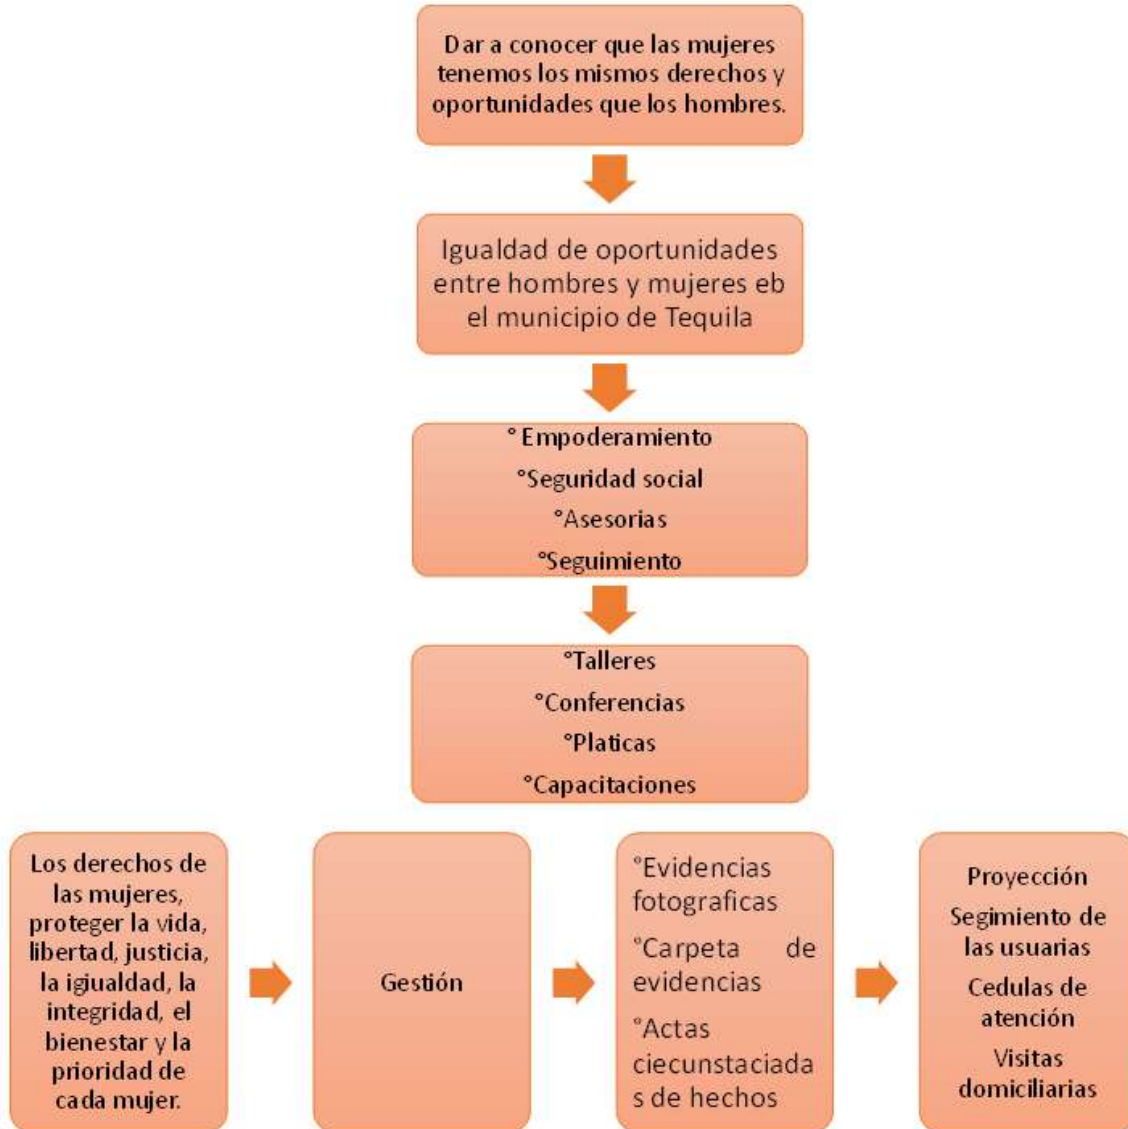 Dar a conocer que las mujeres
tenemos los mismos derechos y
oportunidades que los hombres.
Igualdad de oportunidades
entre hombres y mujeres eb
el municipio de Tequila
° Empoderamiento
°Seguridad social
°Asesorias
°Seguimiento
°Talleres
°Conferencias
°Platicas
°Capacitaciones
Los derechos de
las mujeres,
proteger la vida,
libertad, justicia,
la igiualdad, la
integridad, el
bienestar y la
prioridad de
cada mujer.
Gestión
°Evidencias
fotograficas
°Carpeta de
evidencias
°Actas
ciecunstaciada
s de hechos
Proyección
Segimiento de
las usuarias
Cedulas de
atención
Visitas
domiciliarias